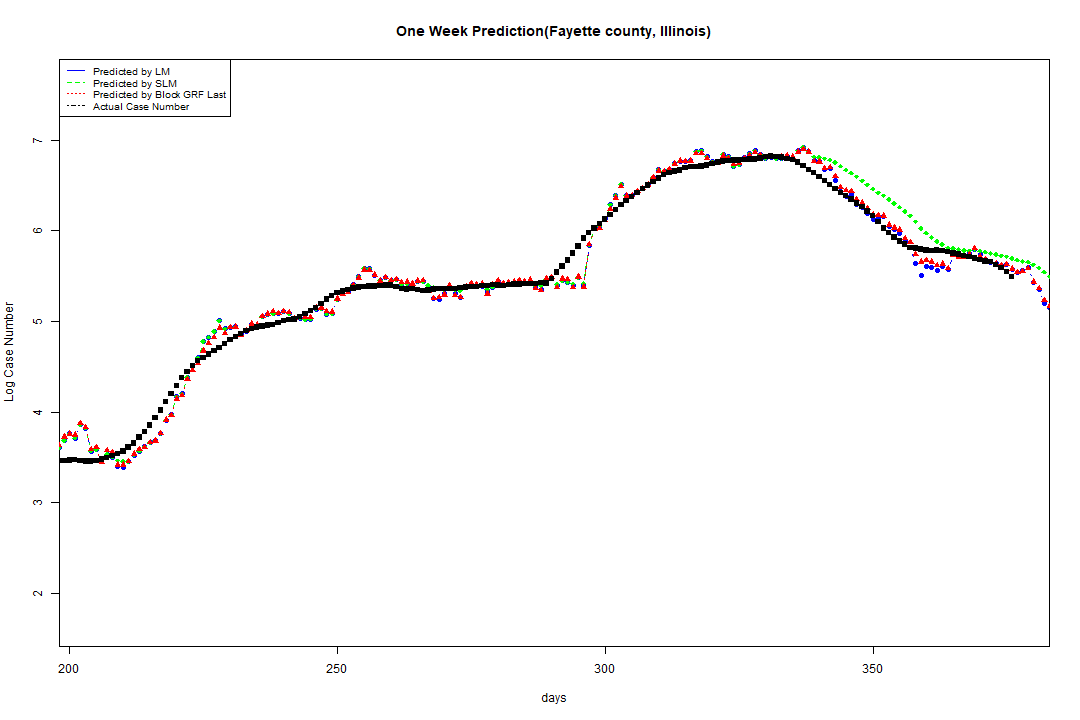 One Week Prediction(Fayette county, Illinois)
Predicted by LM
Predicted by SLM
Predicted by Block GRF Last
Actual Case Number
7
6
5
4
3
2
Log Case Number
200 250 300 350
days